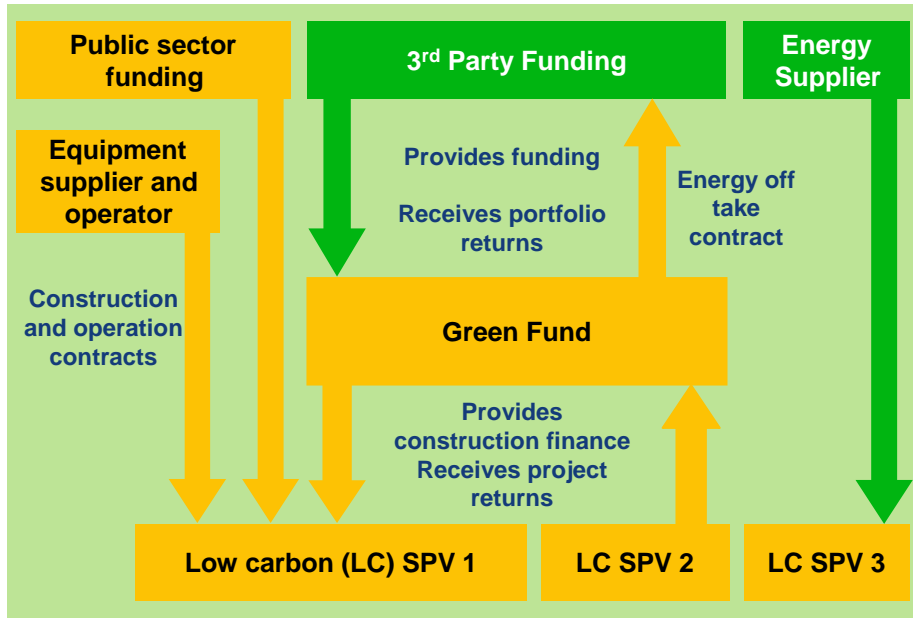 Public sector
funding
3rd Party Funding
Energy
Supplier
Equipment
supplier and
operator
Provides funding
Receives portfolio
returns
Energy off
take
contract
Construction
and operation
contracts
Green Fund
Provides
construction finance
Receives project
returns
Low carbon (LC) SPV 1
LC SPV 2
LC SPV 3